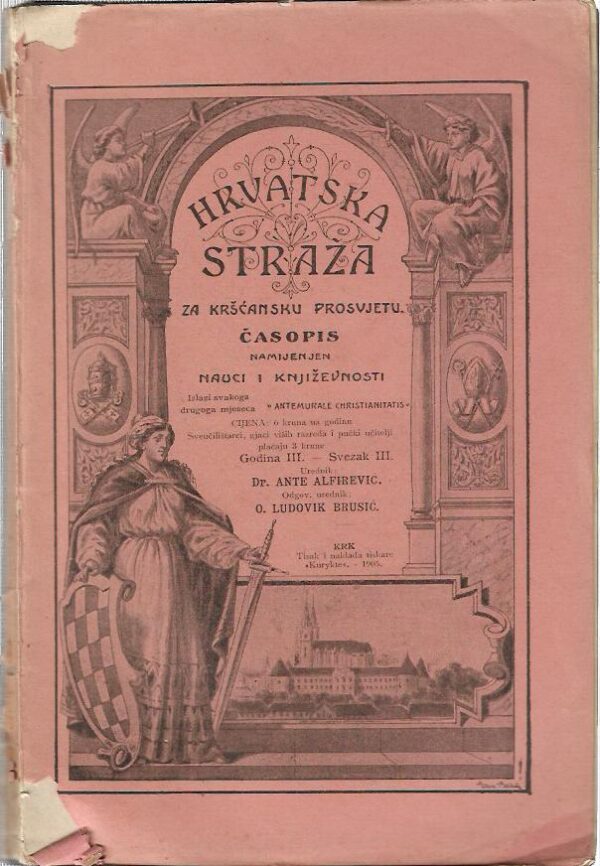 HRVATSKA
STRAŽA
ZA KRŠĆANSKU PROSVJETU.
ČASOPIS
NAMIJENJEN
NAUCI I KNJIŽEVNOSTI
Izlazi svakoga
drugoga mjeseca
» ANTEMURALE CHRISTIANITATIS «
CIJENA: 6 kruna na godinu
Sveučilištarci, gjaci viših razreda i pučki učitelji
plaćaju 3 krune
Godina III. — Svezak III.
Urednik:
Dr. ANTE ALFIREVIĆ.
Odgov. urednik:
O. LUDOVIK BRUSIĆ.
KRK
Tisak i naklada tiskare
»Kurykte«. - 1905.